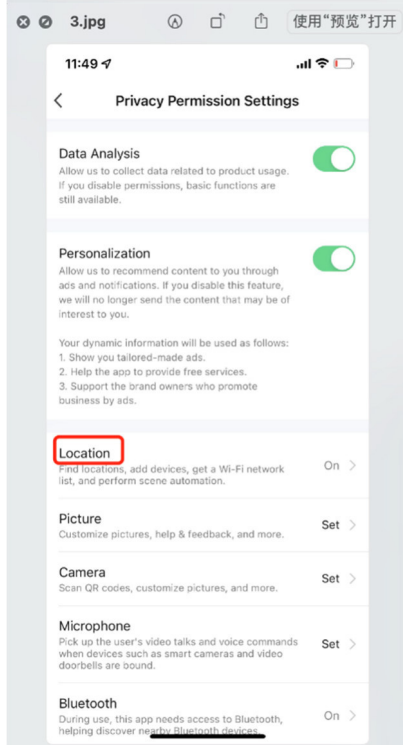 3.jpg
使用“预览”打开
11:49
Privacy Permission Settings
Data Analysis
Allow us to collect data related to product usage.
If you disable permissions, basic functions are
still available.
Personalization
Allow us to recommend content to you through
ads and notifications. If you disable this feature,
we will no longer send the content that may be of
interest to you.
Your dynamic information will be used as follows:
1. Show you tailored-made ads.
2. Help the app to provide free services.
3. Support the brand owners who promote
business by ads.
Location
Find locations, add devices, get a Wi-Fi network
list, and perform scene automation.
On
Picture
Customize pictures, help & feedback, and more.
Set
Camera
Scan QR codes, customize pictures, and more.
Set
Microphone
Pick up the user's video talks and voice commands
when devices such as smart cameras and video
doorbells are bound.
Set
Bluetooth
During use, this app needs access to Bluetooth,
helping discover nearby Bluetooth devices.
On